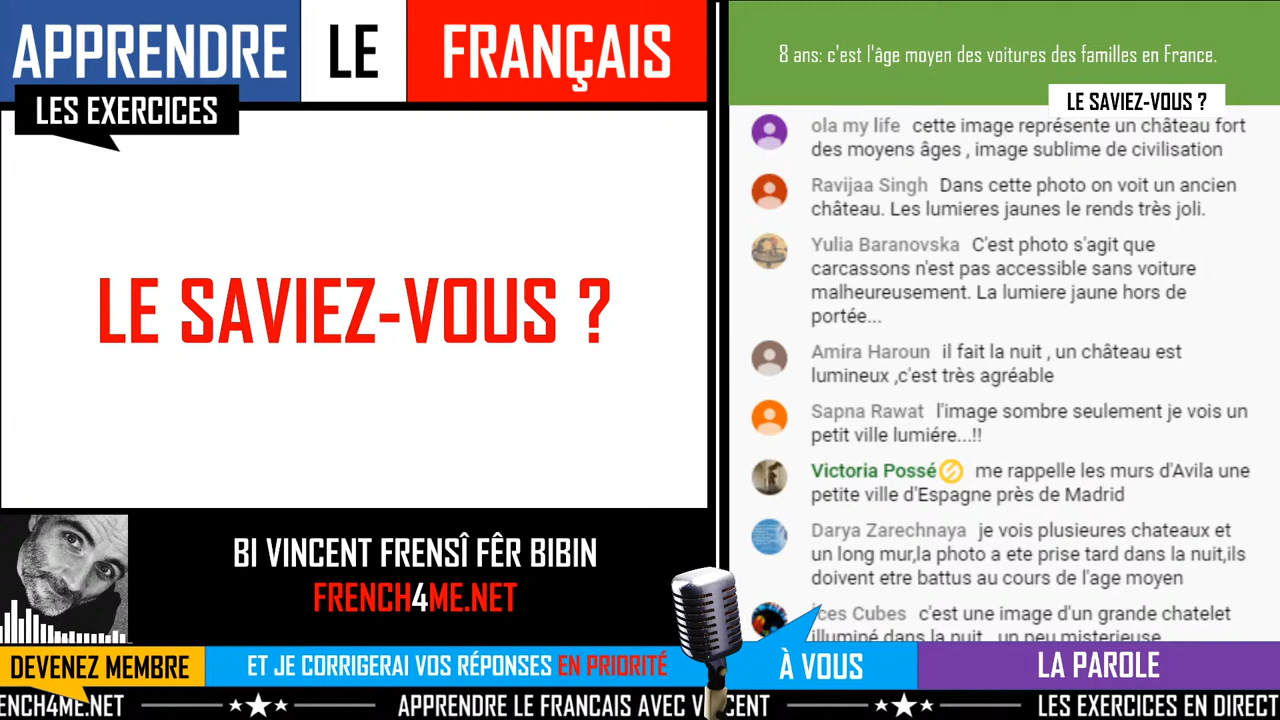 APPRENDRE LE FRANÇAIS
LES EXERCICES
LE SAVIEZ-VOUS ?
BI VINCENT FRENSÎ FÊR BIBIN
FRENCH4ME.NET
8 ans: c'est l'âge moyen des voitures des familles en France.
LE SAVIEZ-VOUS ?
ola my life cette image représente un château fort
des moyens âges , image sublime de civilisation
Ravijaa Singh Dans cette photo on voit un ancien
château. Les lumieres jaunes le rends très joli.
Yulia Baranovska C'est photo s'agit que
carcassons n'est pas accessible sans voiture
malheureusement. La lumiere jaune hors de
portée...
Amira Haroun il fait la nuit , un château est
lumineux ,c'est très agréable
Sapna Rawat l'image sombre seulement je vois un
petit ville lumiére...!!
Victoria Possé me rappelle les murs d'Avila une
petite ville d'Espagne près de Madrid
Darya Zarechnaya je vois plusieures chateaux et
un long mur,la photo a ete prise tard dans la nuit,ils
doivent etre battus au cours de l'age moyen
Ices Cubes c'est une image d'un grande chatelet
illuminé dans la nuit un peu misterieuse
DEVENEZ MEMBRE ET JE CORRIGERAI VOS RÉPONSES EN PRIORITÉ
À VOUS LA PAROLE
ENCH4ME.NET APPRENDRE LE FRANCAIS AVEC VINCENT LES EXERCICES EN DIRECT